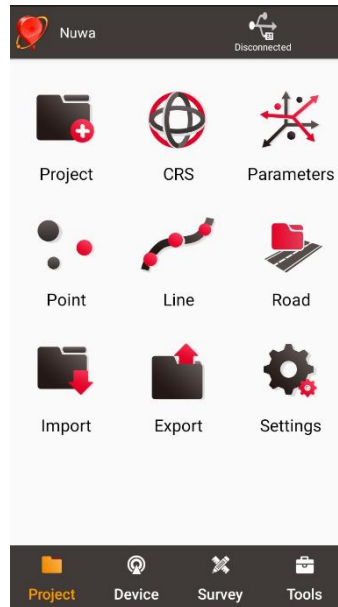 Nuwa
Disconnected
Project CRS Parameters
Point Line Road
Import Export Settings
Project Device Survey Tools